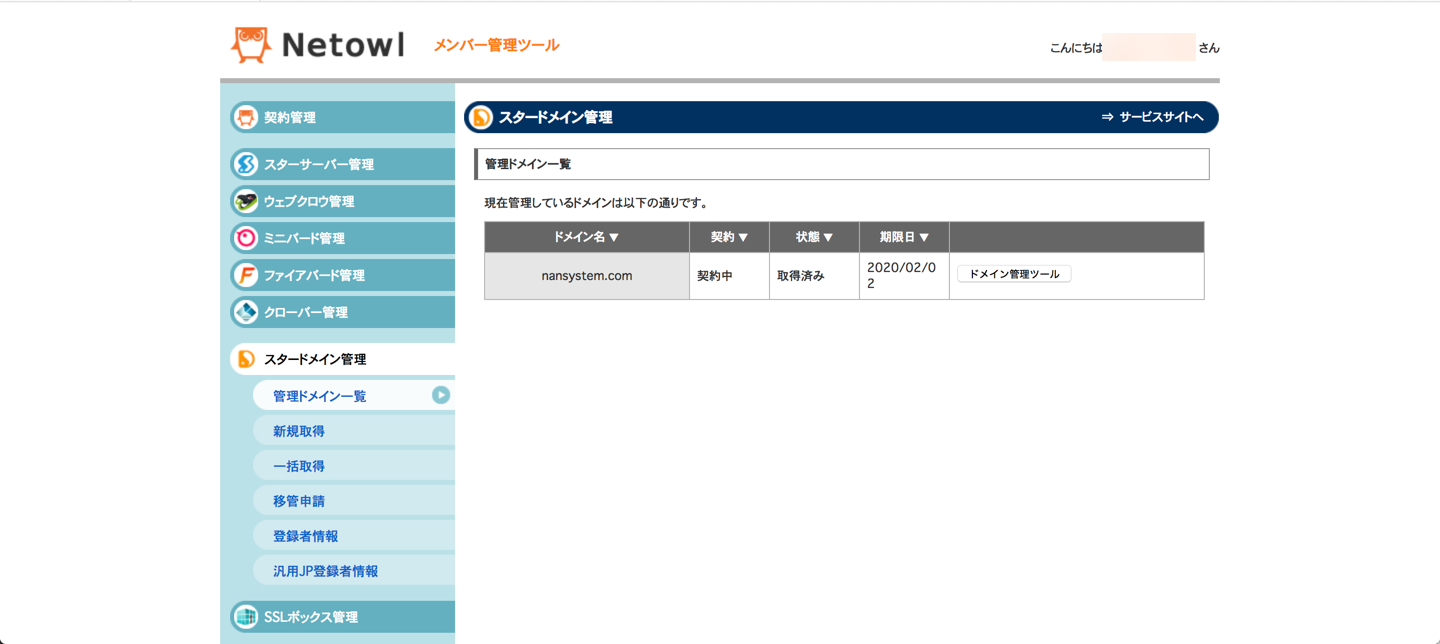 Netowl
メンバー管理ツール
こんにちは さん
契約管理
スターサーバー管理
ウェブクロウ管理
ミニバード管理
ファイアバード管理
クローバー管理
スタードメイン管理
管理ドメイン一覧
新規取得
一括取得
移管申請
登録者情報
汎用JP登録者情報
SSLボックス管理
スタードメイン管理
⇒ サービスサイトへ
管理ドメイン一覧
現在管理しているドメインは以下の通りです。
ドメイン名▼ 契約▼ 状態▼ 期限日▼
nansystem.com 契約中 取得済み 2020/02/0
2
ドメイン管理ツール